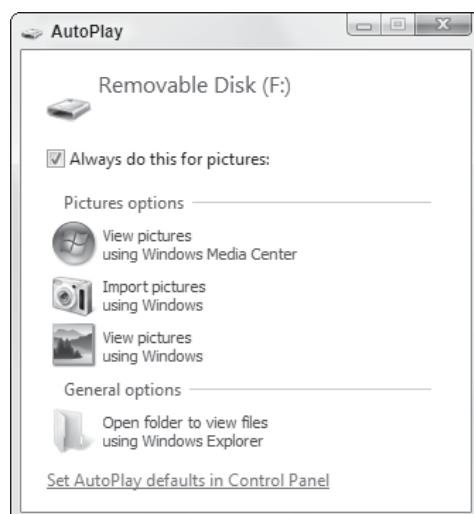 AutoPlay
Removable Disk (F:)
Always do this for pictures:
Pictures options
View pictures
using Windows Media Center
Import pictures
using Windows
View pictures
using Windows
General options
Open folder to view files
using Windows Explorer
Set AutoPlay defaults in Control Panel